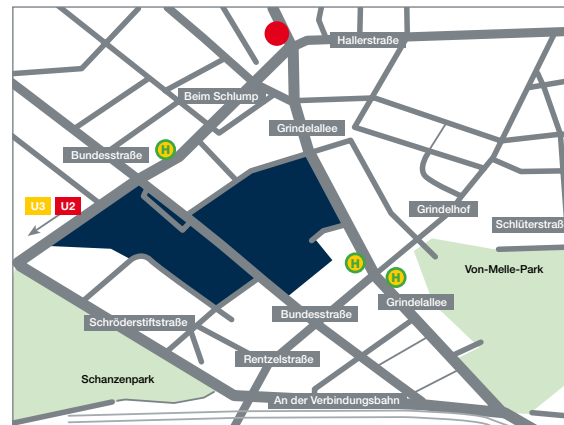 Hallerstraße
Beim Schlump
Grindelallee
Bundesstraße
H
U3
U2
Grindelhof
Schlüterstraß
H
H
Von-Melle-Park
Grindelallee
Bundesstraße
Schröderstiftstraße
Rentzelstraße
Schanzenpark
An der Verbindungsbahn